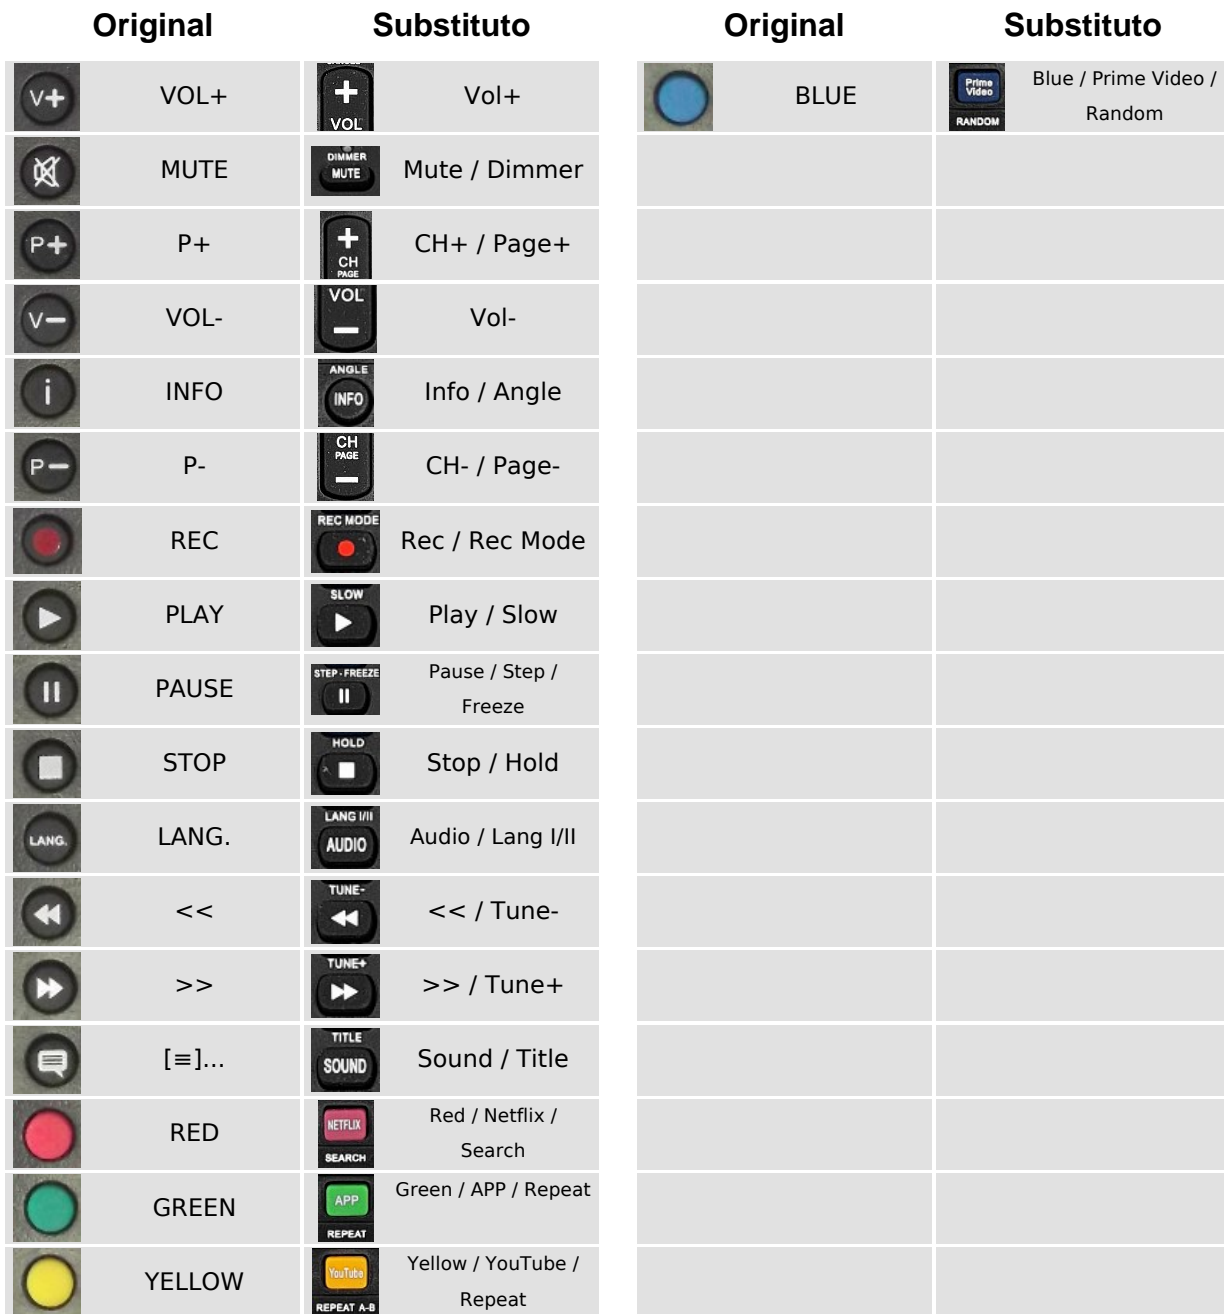 Original Substituto Original Substituto
V+ VOL+ + VOL Vol+ BLUE Prime Video RANDOM Blue / Prime Video / Random
MUTE DIMMER MUTE Mute / Dimmer
P+ P+ + CH PAGE CH+ / Page+
V- VOL- VOL - Vol-
i INFO ANGLE INFO Info / Angle
P- P- CH PAGE - CH- / Page-
REC REC MODE Rec / Rec Mode
PLAY SLOW Play / Slow
PAUSE STEP-FREEZE Pause / Step / Freeze
STOP HOLD Stop / Hold
LANG. LANG. LANG I/II AUDIO Audio / Lang I/II
<< TUNE- << / Tune-
>> TUNE+ >> / Tune+
[≡]... TITLE SOUND Sound / Title
RED NETFLIX SEARCH Red / Netflix / Search
GREEN APP REPEAT Green / APP / Repeat
YELLOW YouTube REPEAT A-B Yellow / YouTube / Repeat